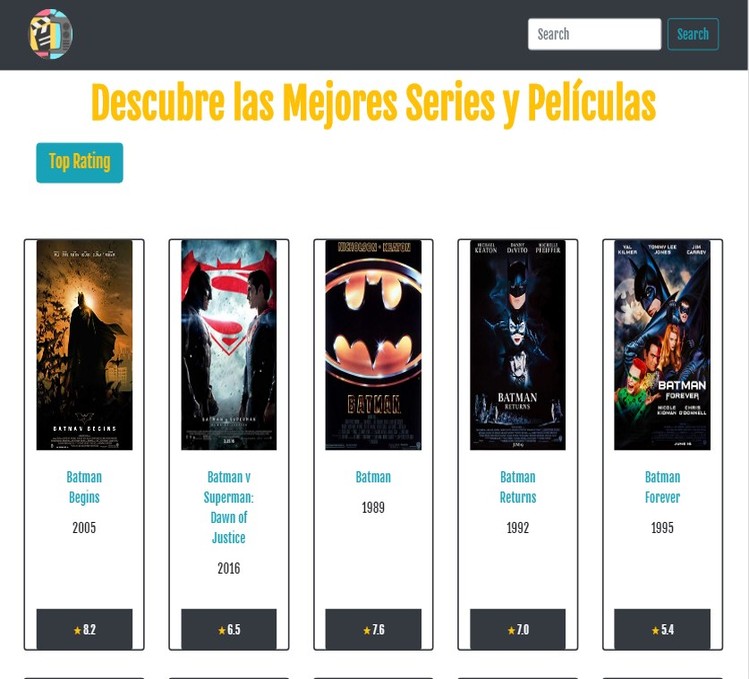 Search
Search
Descubre las Mejores Series y Películas
Top Rating
BATMAN BEGINS
NICHOLSON KEATON
BATMAN
MICHAEL KEATON
DANNY DEVITO
MICHELLE PFEIFFER
BATMAN
RETURNS
VAL KILMER
TOMMY LEE JONES
JIM CARREY
BATMAN
FOREVER
NICOLE KIDMAN
CHRIS O'DONNELL
JUNE 16
Batman
Begins
2005
Batman v
Superman:
Dawn of
Justice
2016
Batman
1989
Batman
Returns
1992
Batman
Forever
1995
★8.2
★6.5
★7.6
★7.0
★5.4